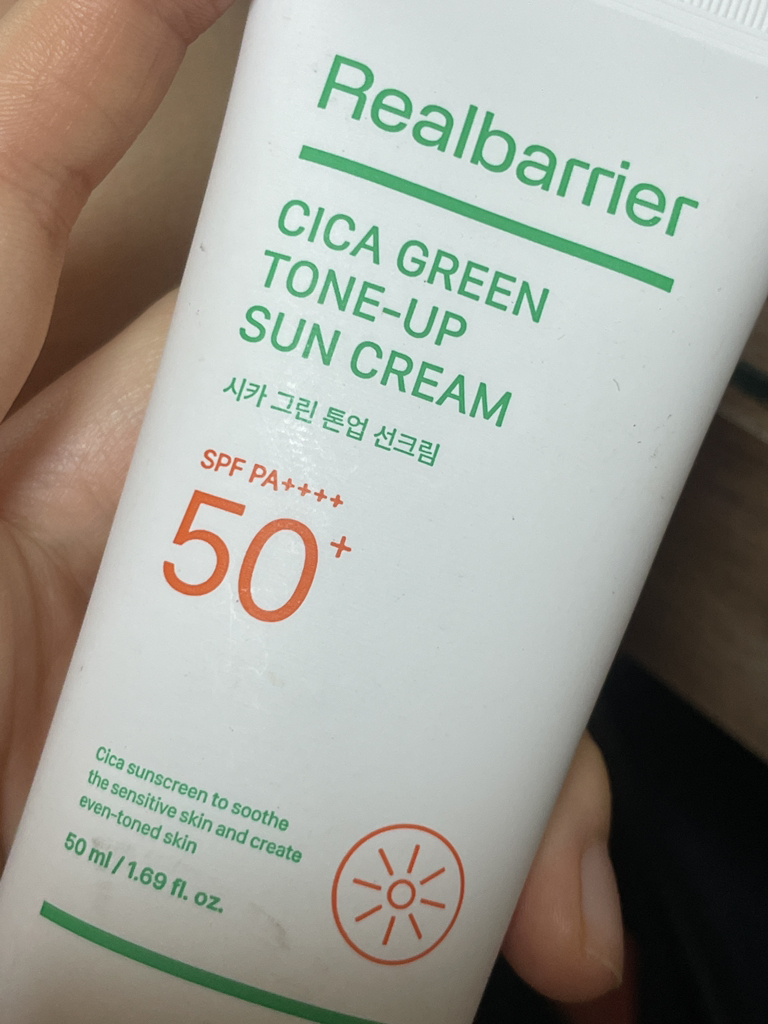 Realbarrier
CICA GREEN
TONE-UP
SUN CREAM
시카 그린 톤업 선크림
SPF PA++++
50+
Cica sunscreen to soothe
the sensitive skin and create
even-toned skin
50 ml / 1.69 fl. oz.